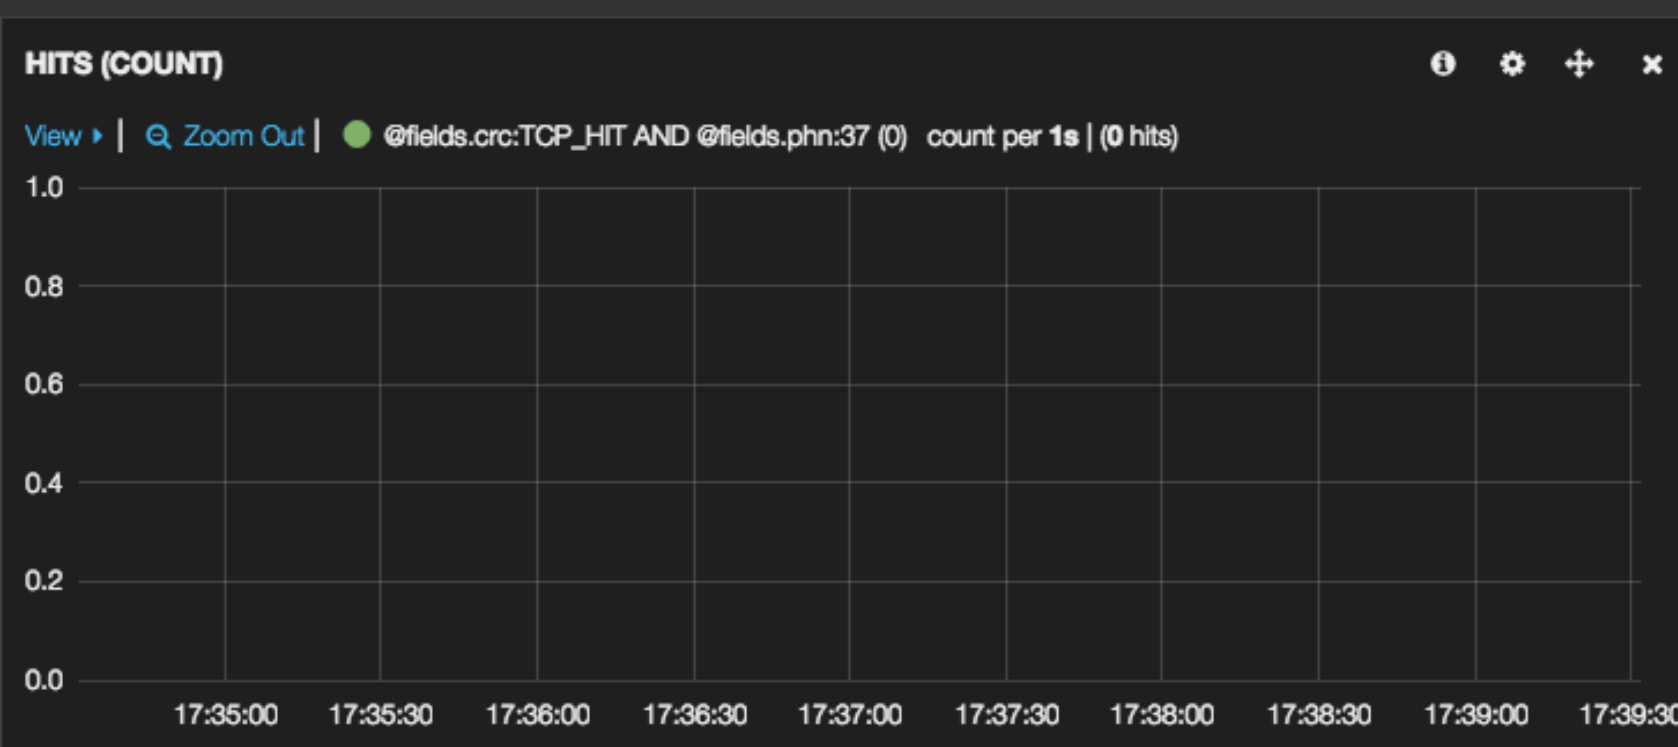 HITS (COUNT)
View | Zoom Out | @fields.crc:TCP_HIT AND @fields.phn:37 (0) count per 1s | (0 hits)
1.0
0.8
0.6
0.4
0.2
0.0
17:35:00 17:35:30 17:36:00 17:36:30 17:37:00 17:37:30 17:38:00 17:38:30 17:39:00 17:39:30